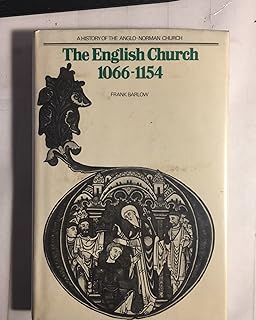 A HISTORY OF THE ANGLO-NORMAN CHURCH
The English Church
1066-1154
FRANK BARLOW